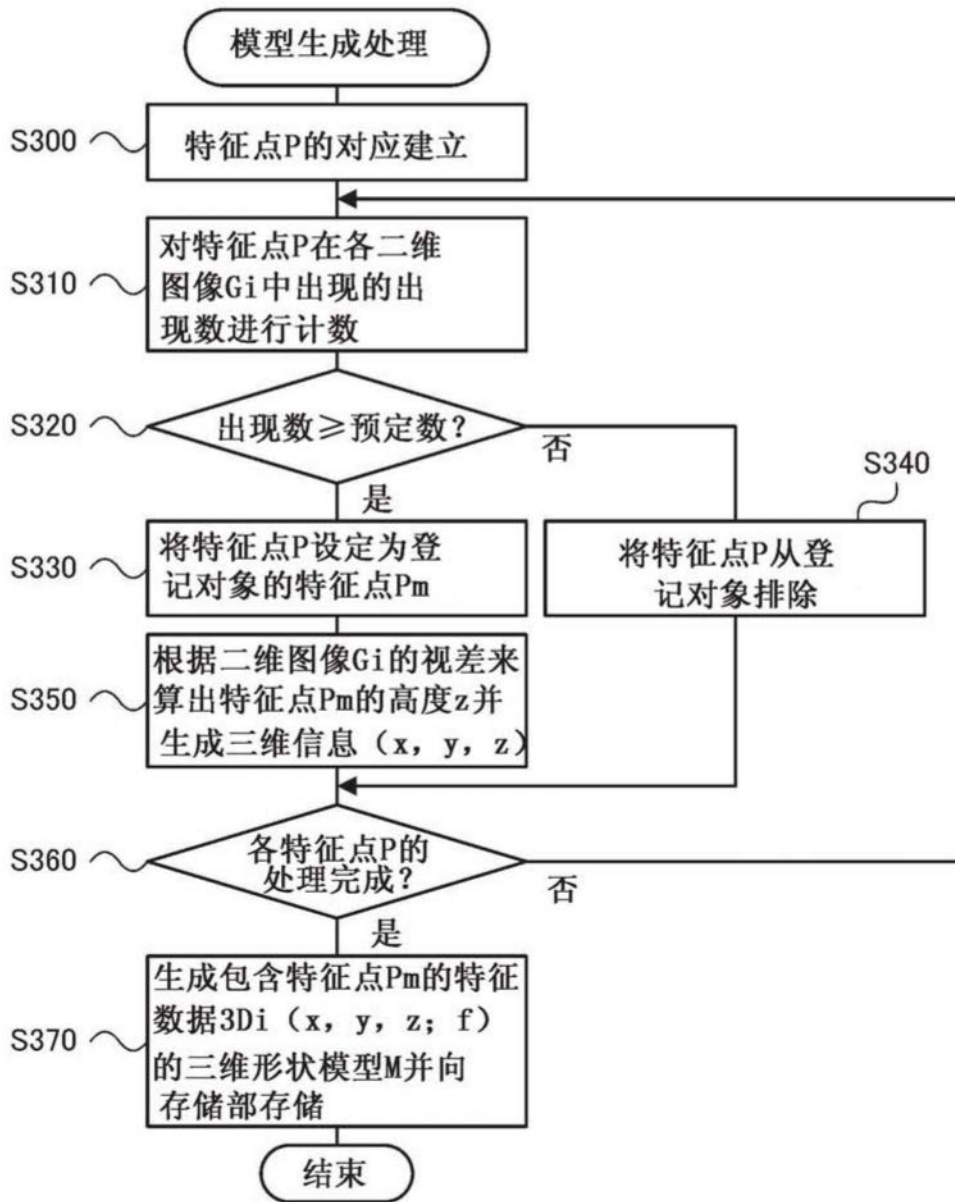 模型生成处理
S300
特征点P的对应建立
S310
对特征点P在各二维
图像Gi中出现的出
现数进行计数
S320
出现数≥预定数?
否
是
S340
将特征点P从登
记对象排除
S330
将特征点P设定为登
记对象的特征点Pm
S350
根据二维图像Gi的视差来
算出特征点Pm的高度z并
生成三维信息（x, y, z）
S360
各特征点P的
处理完成?
否
是
S370
生成包含特征点Pm的特征
数据3Di（x, y, z; f）
的三维形状模型M并向
存储部存储
结束